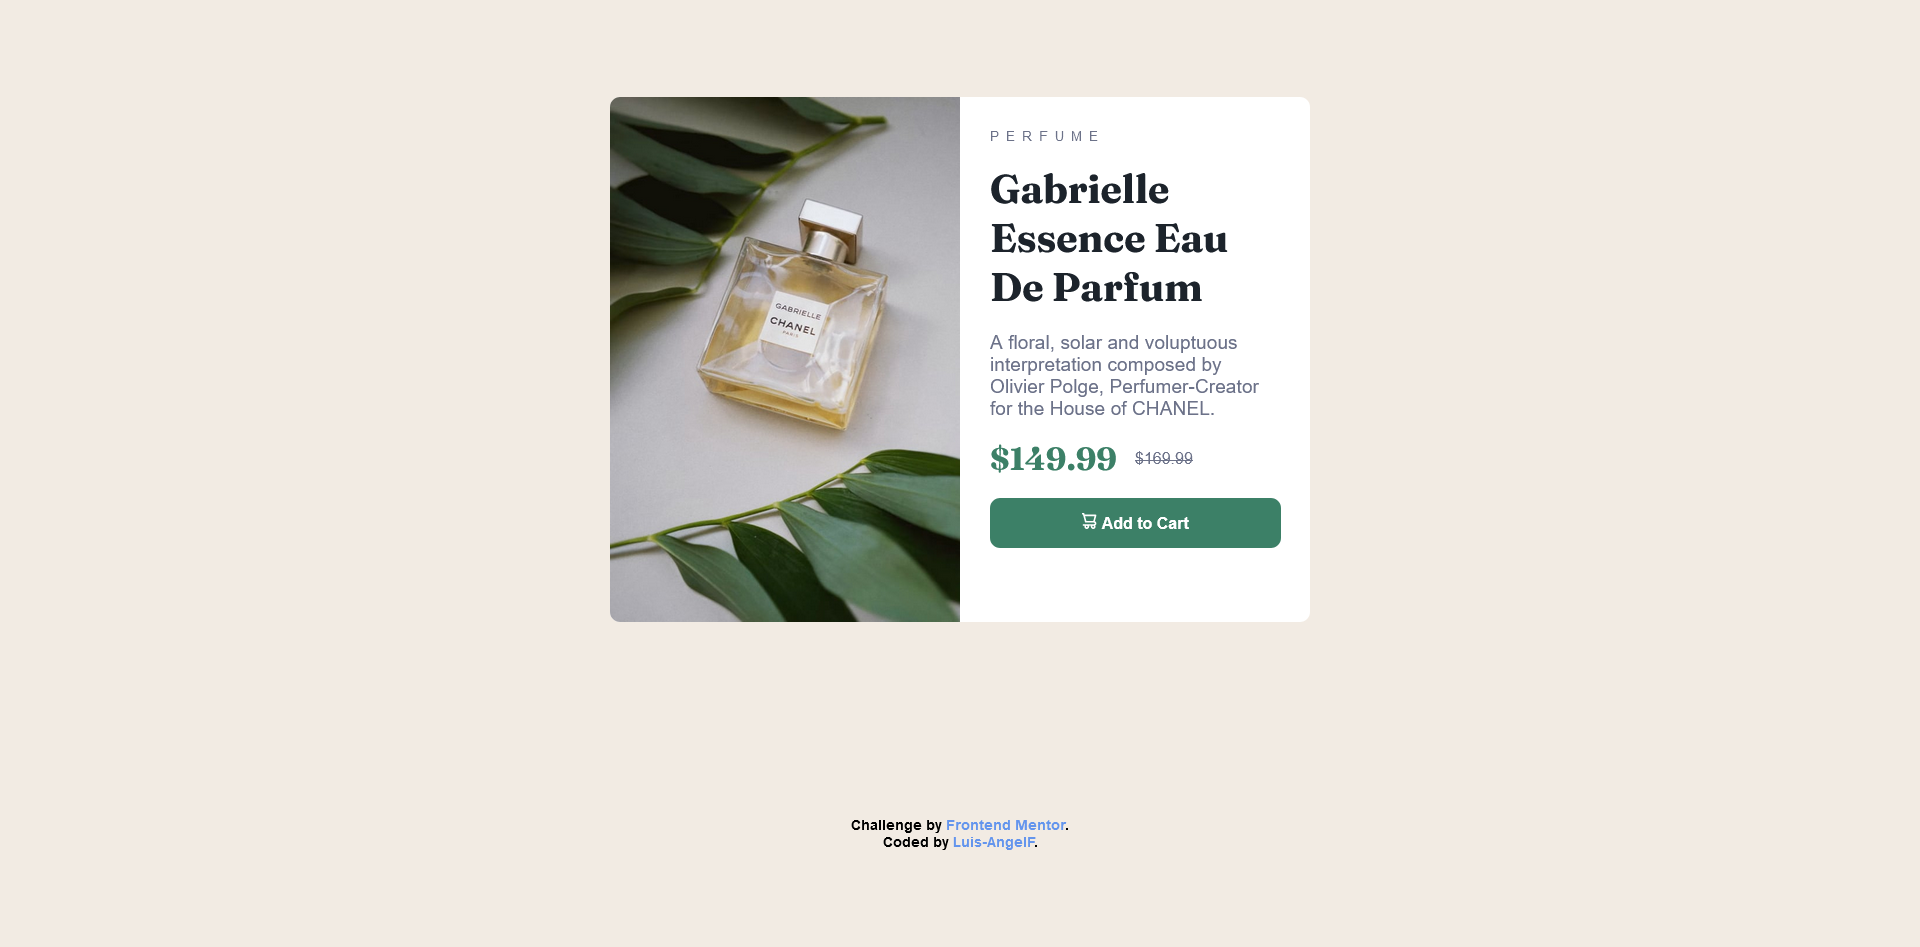 PERFUME
Gabrielle
Essence Eau
De Parfum
A floral, solar and voluptuous
interpretation composed by
Olivier Polge, Perfumer-Creator
for the House of CHANEL.
$149.99 $169.99
Add to Cart
GABRIELLE
CHANEL
PARIS
Challenge by Frontend Mentor.
Coded by Luis-AngelF.